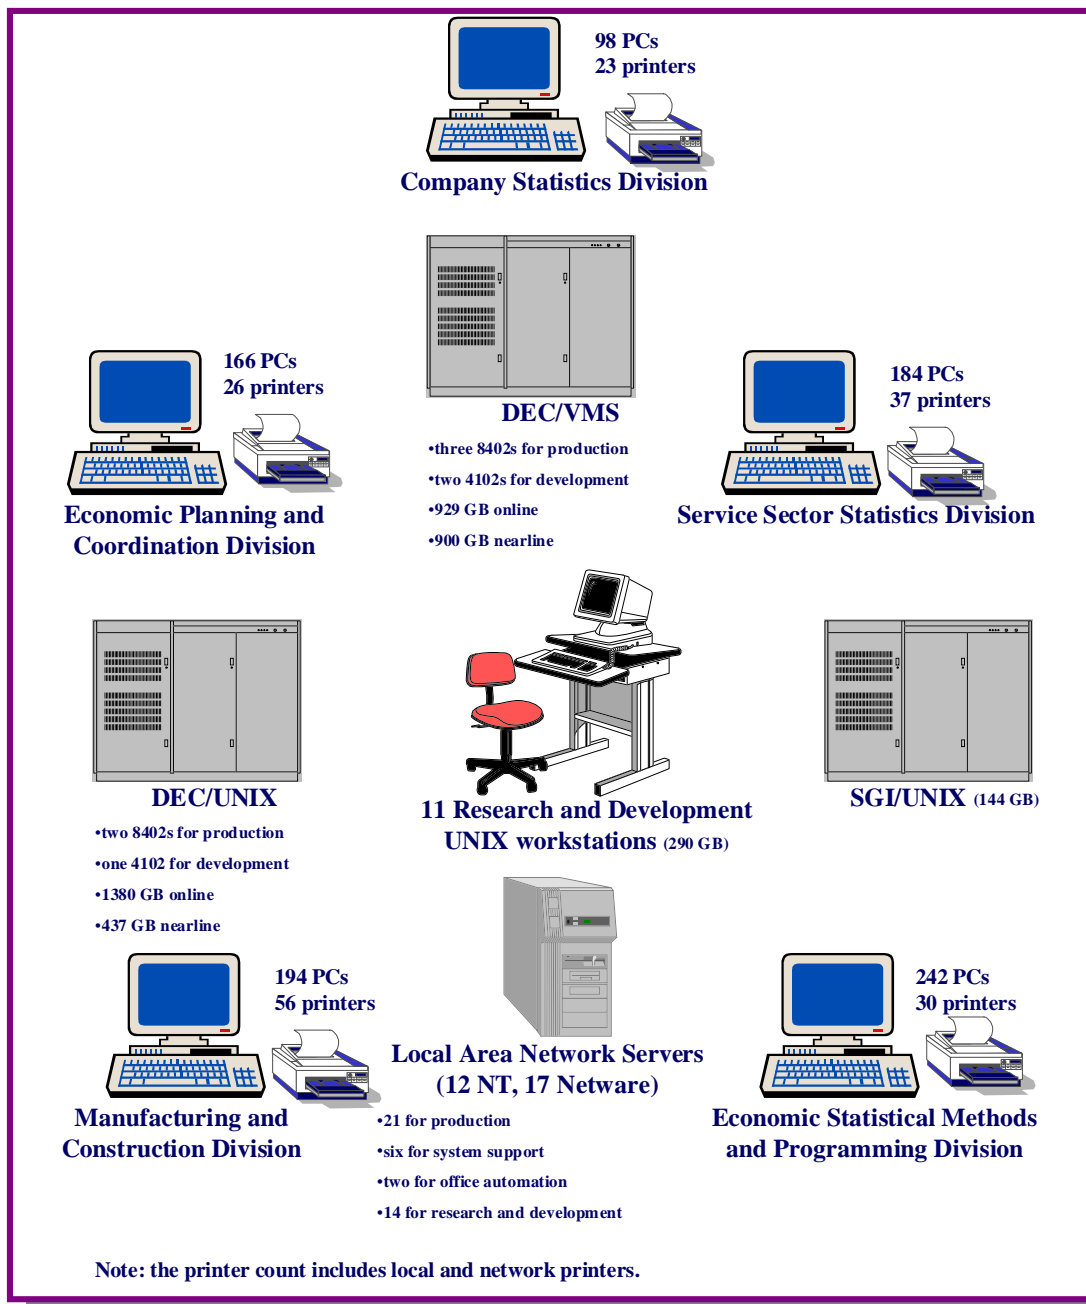 98 PCs
23 printers
Company Statistics Division
166 PCs
26 printers
Economic Planning and
Coordination Division
DEC/VMS
•three 8402s for production
•two 4102s for development
•929 GB online
•900 GB nearline
184 PCs
37 printers
Service Sector Statistics Division
DEC/UNIX
•two 8402s for production
•one 4102 for development
•1380 GB online
•437 GB nearline
11 Research and Development
UNIX workstations (290 GB)
SGI/UNIX (144 GB)
194 PCs
56 printers
Manufacturing and
Construction Division
Local Area Network Servers
(12 NT, 17 Netware)
•21 for production
•six for system support
•two for office automation
•14 for research and development
242 PCs
30 printers
Economic Statistical Methods
and Programming Division
Note: the printer count includes local and network printers.